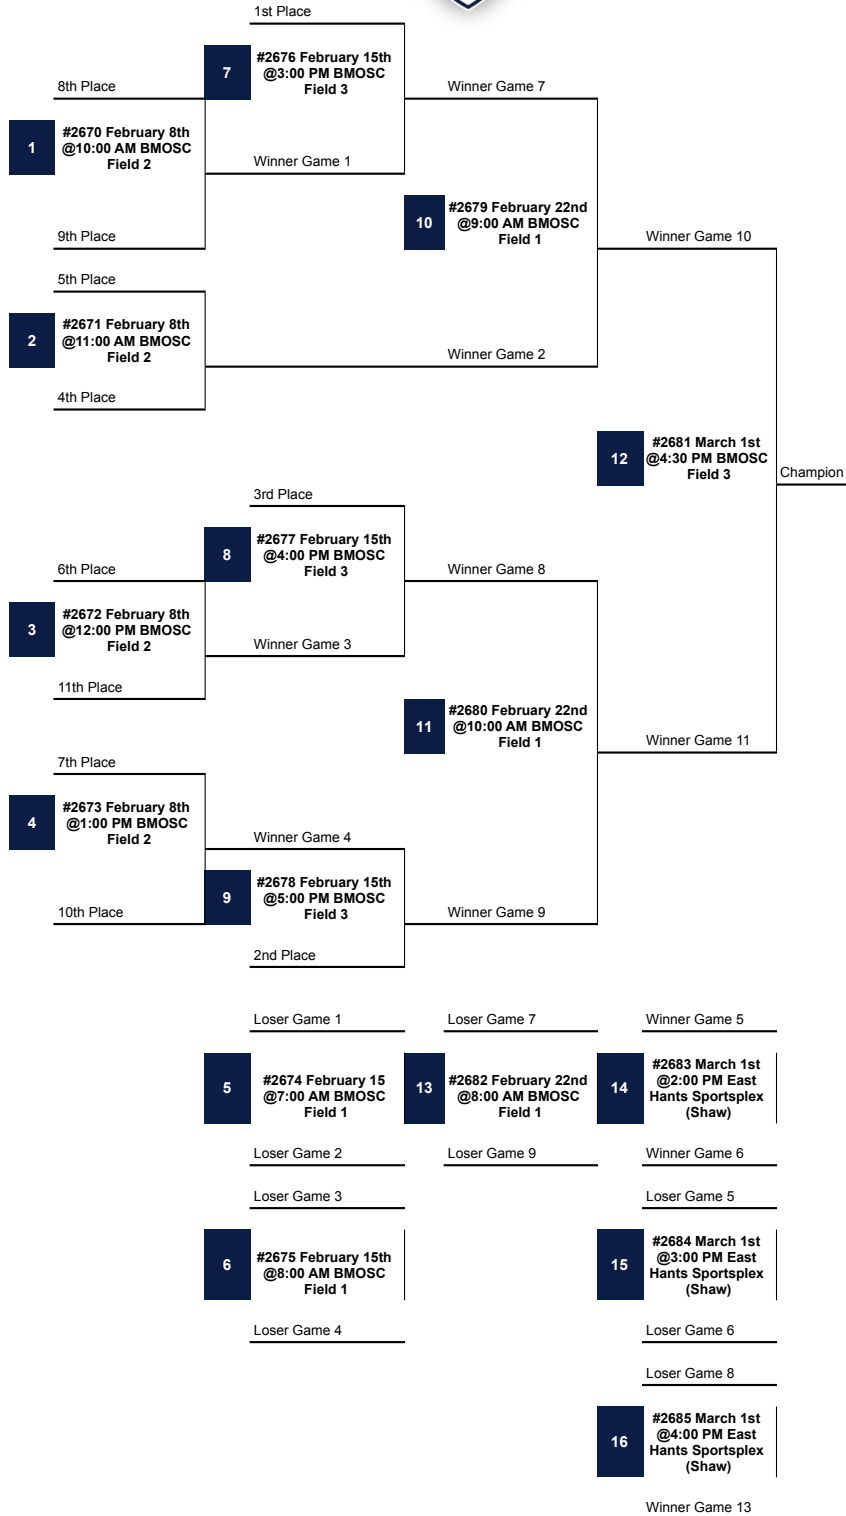 1st Place
7
#2676 February 15th
@3:00 PM BMOSC
Field 3
8th Place
Winner Game 7
1
#2670 February 8th
@10:00 AM BMOSC
Field 2
Winner Game 1
10
#2679 February 22nd
@9:00 AM BMOSC
Field 1
9th Place
Winner Game 10
5th Place
2
#2671 February 8th
@11:00 AM BMOSC
Field 2
Winner Game 2
4th Place
12
#2681 March 1st
@4:30 PM BMOSC
Field 3
Champion
3rd Place
8
#2677 February 15th
@4:00 PM BMOSC
Field 3
6th Place
Winner Game 8
3
#2672 February 8th
@12:00 PM BMOSC
Field 2
Winner Game 3
11th Place
11
#2680 February 22nd
@10:00 AM BMOSC
Field 1
Winner Game 11
7th Place
4
#2673 February 8th
@1:00 PM BMOSC
Field 2
Winner Game 4
9
#2678 February 15th
@5:00 PM BMOSC
Field 3
10th Place
Winner Game 9
2nd Place
Loser Game 1
Loser Game 7
Winner Game 5
5
#2674 February 15
@7:00 AM BMOSC
Field 1
13
#2682 February 22nd
@8:00 AM BMOSC
Field 1
14
#2683 March 1st
@2:00 PM East
Hants Sportsplex
(Shaw)
Loser Game 2
Loser Game 9
Winner Game 6
Loser Game 3
Loser Game 5
6
#2675 February 15th
@8:00 AM BMOSC
Field 1
15
#2684 March 1st
@3:00 PM East
Hants Sportsplex
(Shaw)
Loser Game 4
Loser Game 6
Loser Game 8
16
#2685 March 1st
@4:00 PM East
Hants Sportsplex
(Shaw)
Winner Game 13